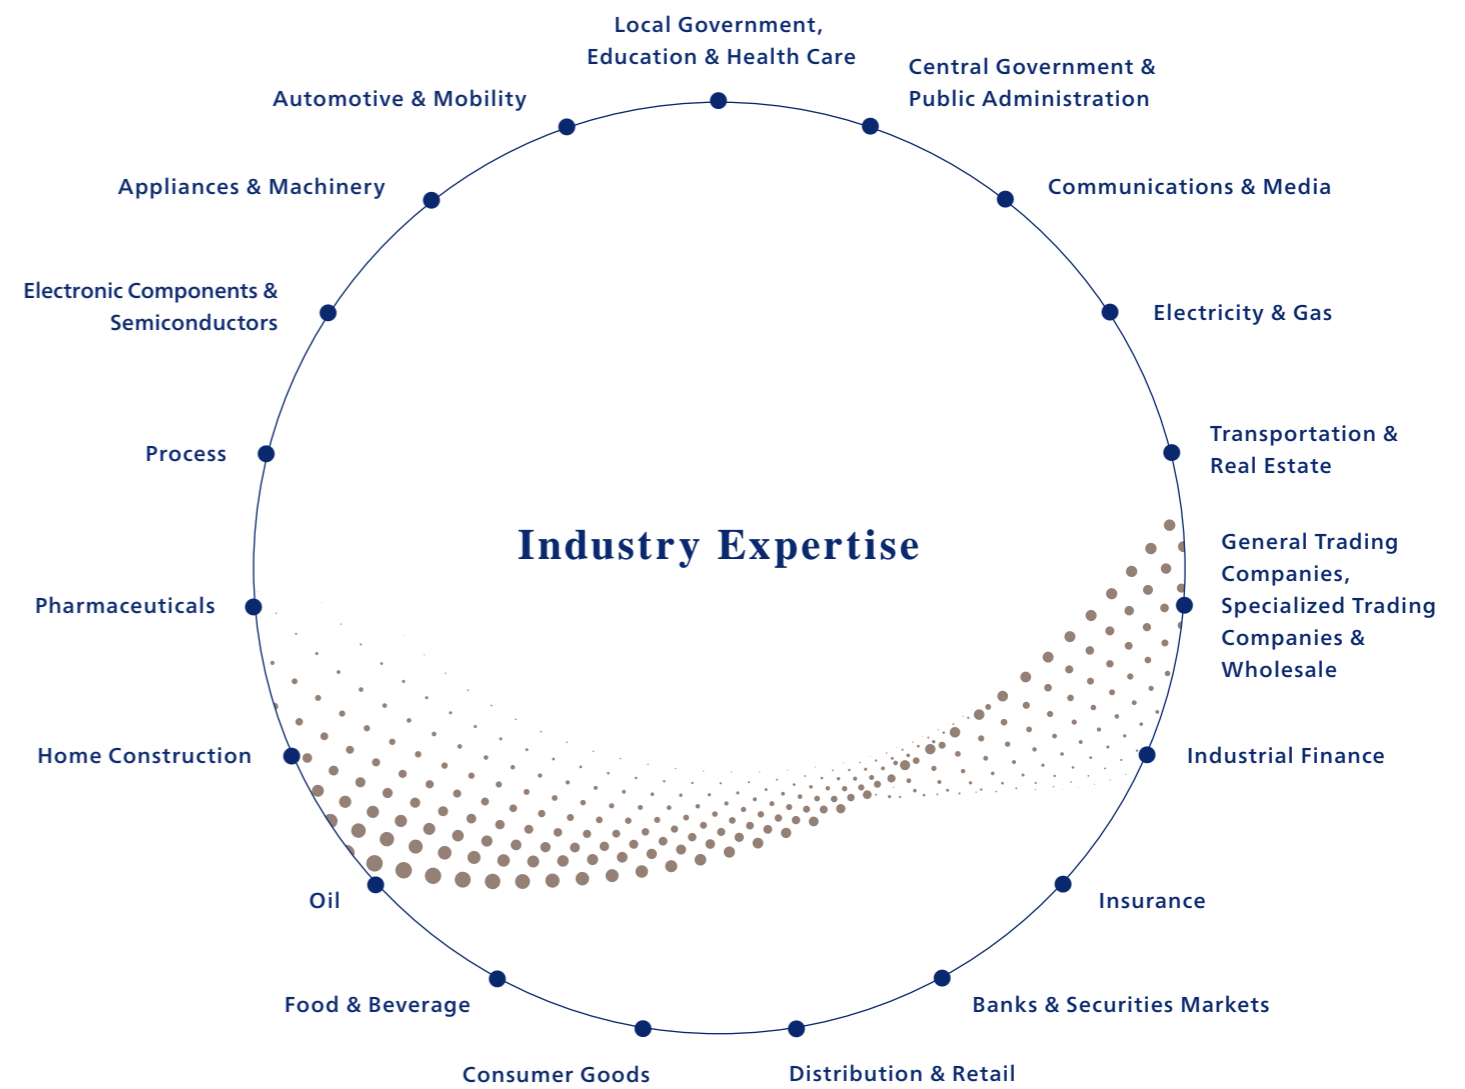 Local Government,
Education & Health Care
Central Government &
Public Administration
Communications & Media
Electricity & Gas
Transportation &
Real Estate
General Trading
Companies,
Specialized Trading
Companies &
Wholesale
Industrial Finance
Insurance
Banks & Securities Markets
Distribution & Retail
Consumer Goods
Food & Beverage
Oil
Home Construction
Pharmaceuticals
Process
Electronic Components &
Semiconductors
Appliances & Machinery
Automotive & Mobility
Industry Expertise